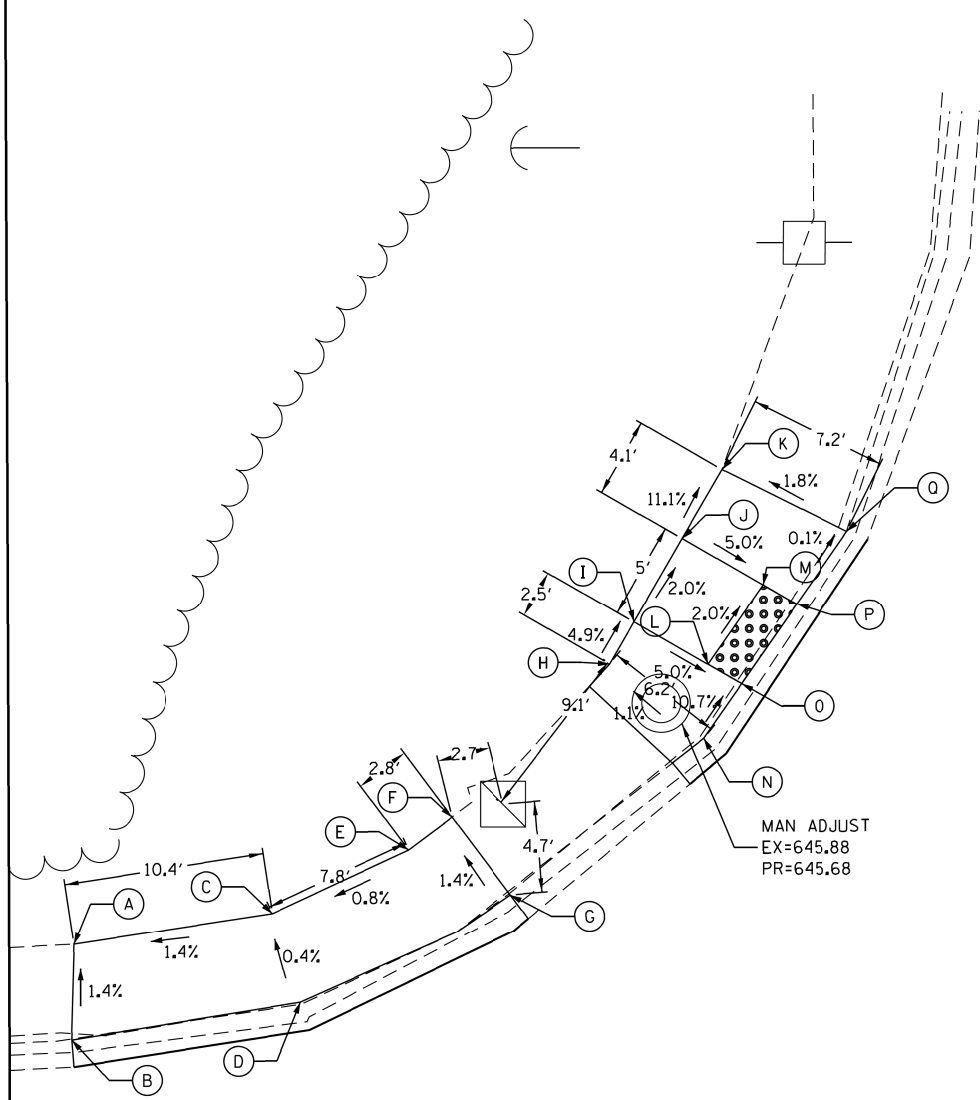 K
7.2'
4.1'
1.8%
Q
11.1%
J
0.1%
5.0%
M
I
5'
2.0%
2.5'
L
2.0%
P
4.9%
H
5.0%
6.2'
10.7%
O
9.1'
1.1%
N
2.8'
2.7
F
MAN ADJUST
EX=645.88
PR=645.68
E
4.7'
10.4'
C
7.8'
1.4%
0.8%
A
G
1.4%
0.4%
1.4%
D
B